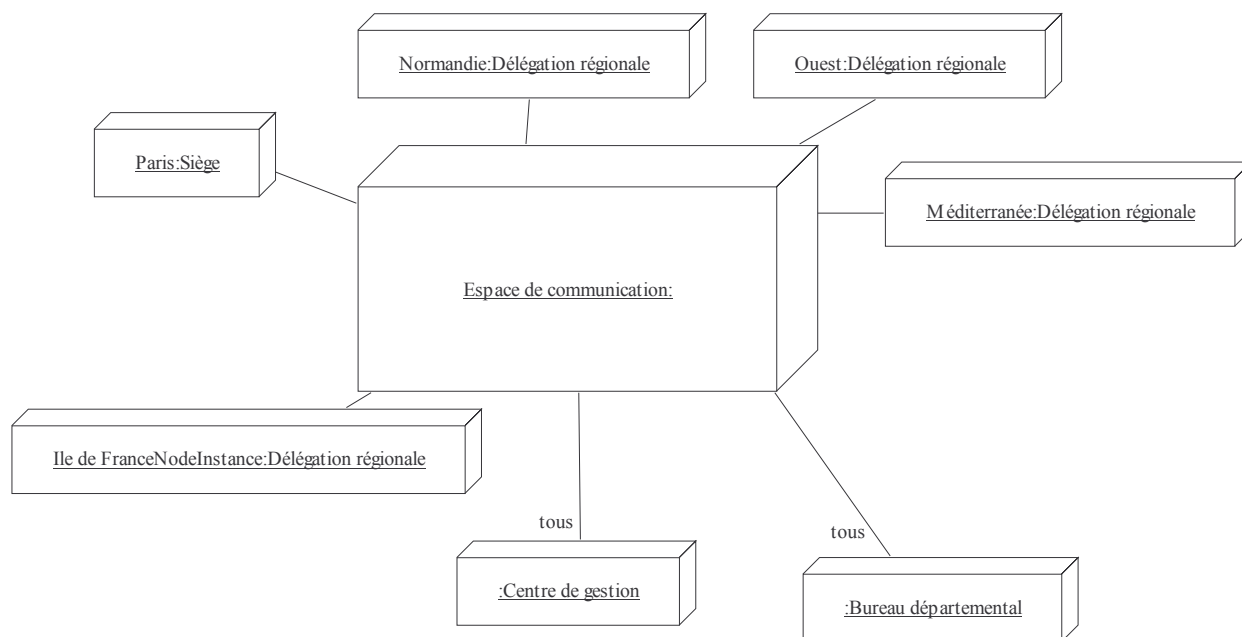 Normandie:Délégation régionale
Ouest:Délégation régionale
Paris:Siège
Méditerranée:Délégation régionale
Espace de communication:
Ile de FranceNodeInstance:Délégation régionale
tous
tous
:Centre de gestion
:Bureau départemental